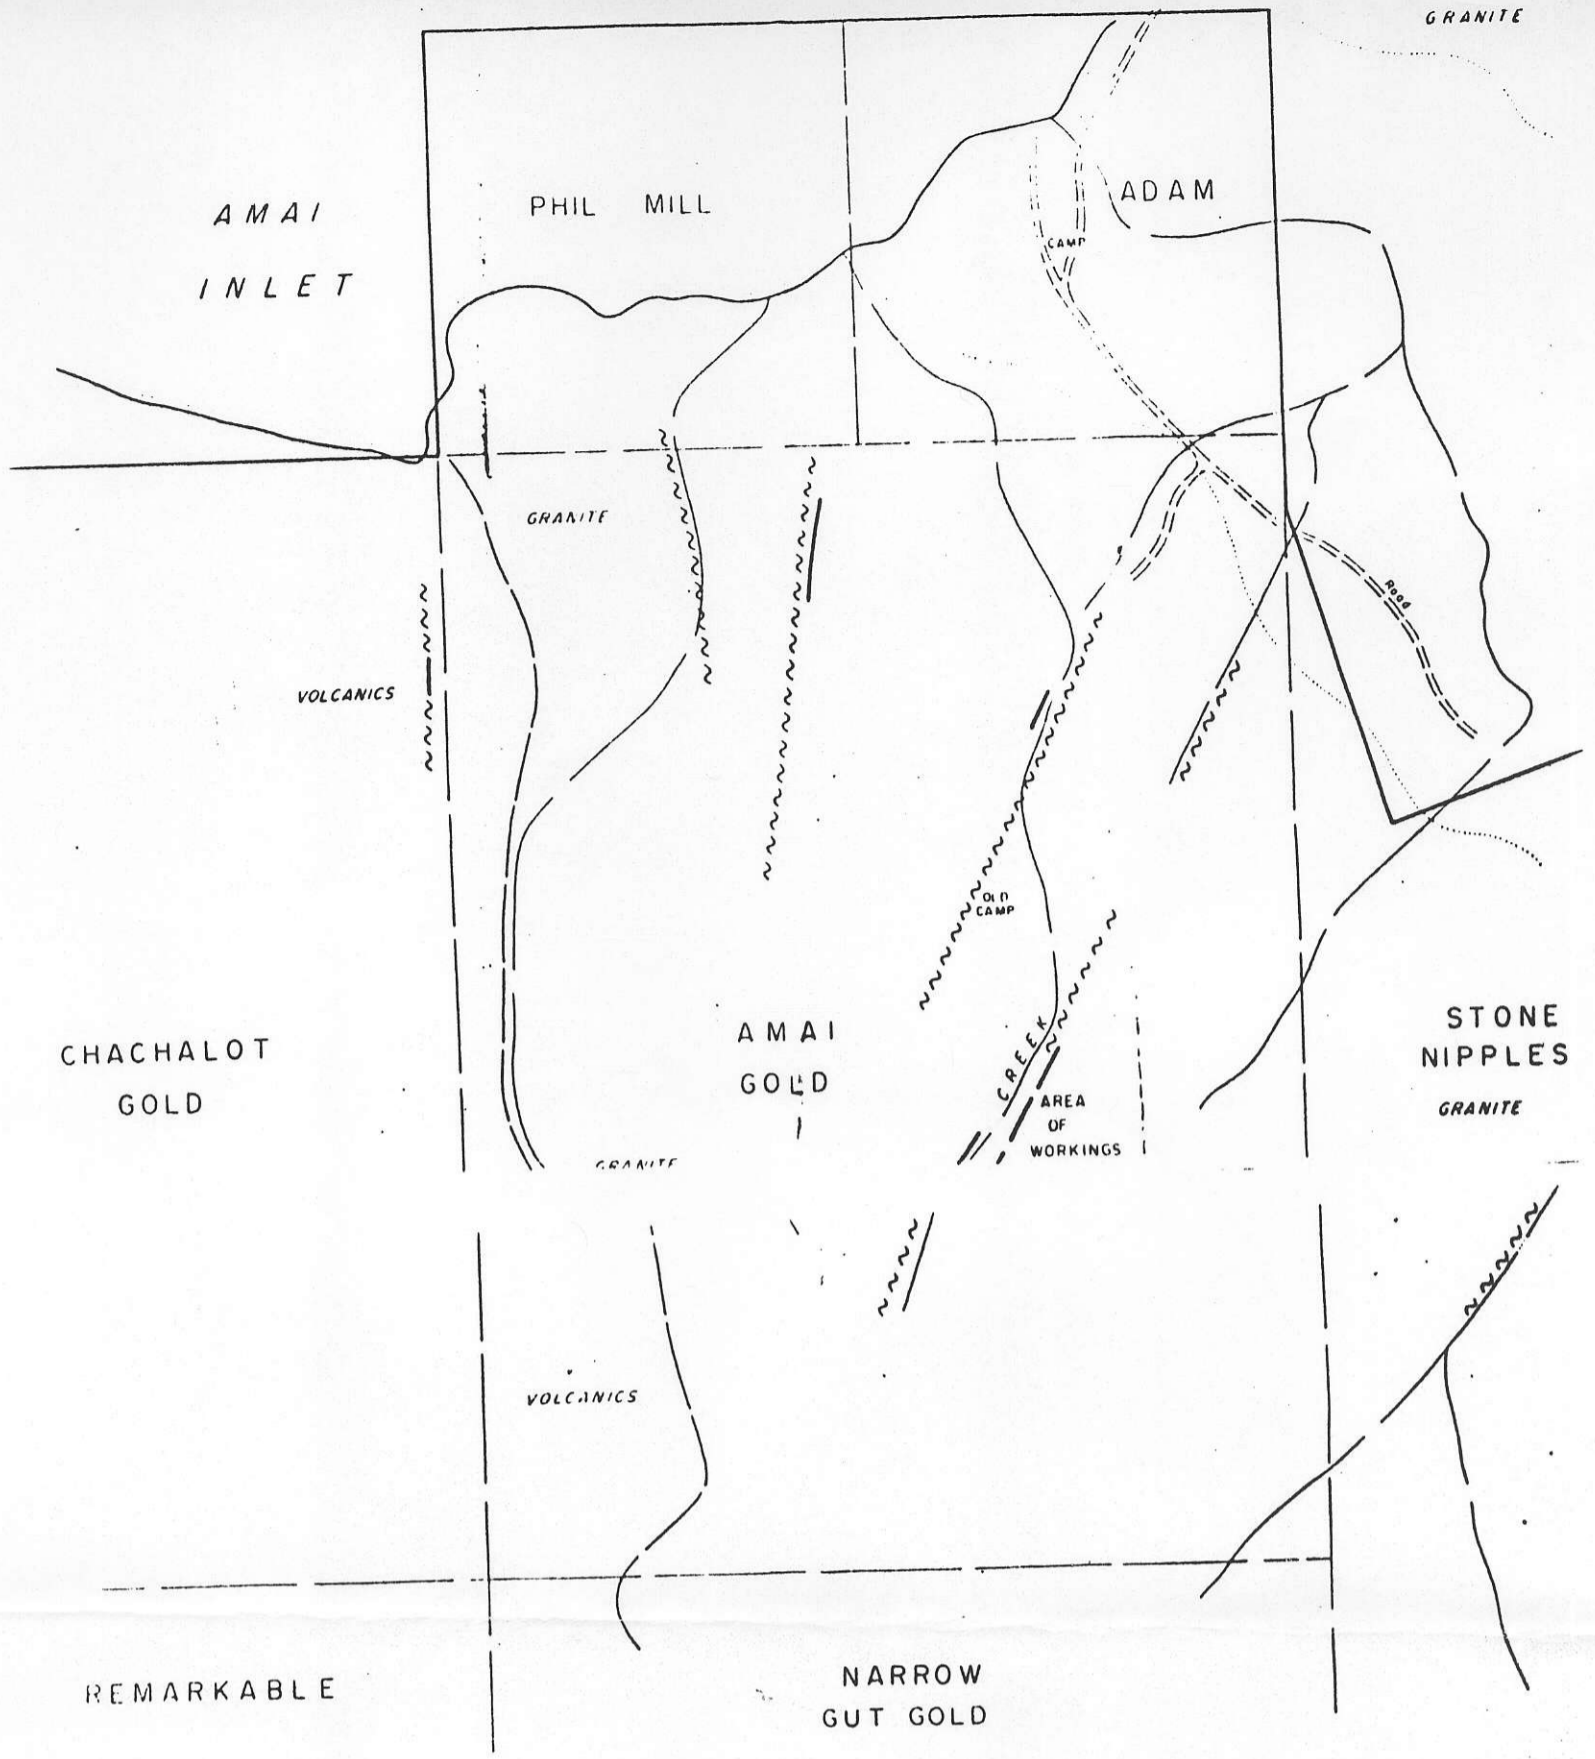 GRANITE
AMAI
INLET
PHIL MILL
ADAM
CAMP
GRANITE
Road
VOLCANICS
OLD
CAMP
CREEK
AMAI
GOLD
STONE
NIPPLES
GRANITE
CHACHALOT
GOLD
AREA
OF
WORKINGS
GRANITE
VOLCANICS
REMARKABLE
NARROW
GUT GOLD